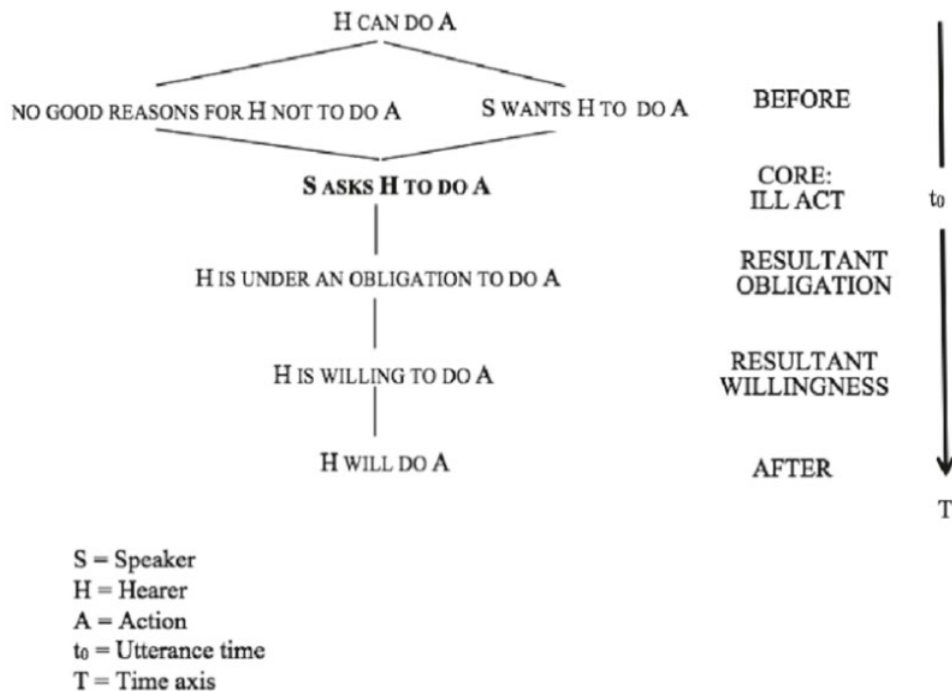 H CAN DO A
NO GOOD REASONS FOR H NOT TO DO A
S WANTS H TO DO A
BEFORE
S ASKS H TO DO A
CORE:
ILL ACT
t0
H IS UNDER AN OBLIGATION TO DO A
RESULTANT
OBLIGATION
H IS WILLING TO DO A
RESULTANT
WILLINGNESS
H WILL DO A
AFTER
T
S = Speaker
H = Hearer
A = Action
t0 = Utterance time
T = Time axis